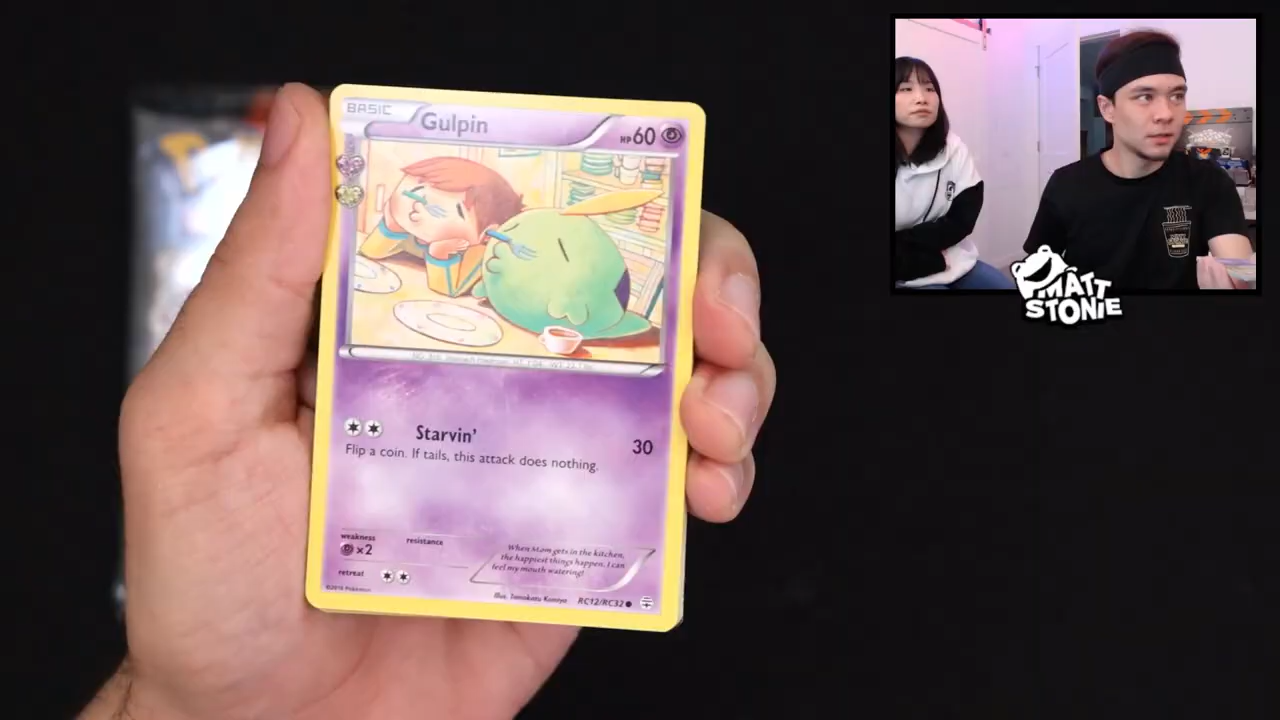 BASIC
Gulpin
HP60
Starvin'
30
Flip a coin. If tails, this attack does nothing.
weakness
×2
resistance
retreat
When Mom gets in the kitchen,
the happiest things happen. I can
feel my mouth watering!
©2016 Pokémon
Illus. Tomokazu Komiya
RC12/RC32
MATT
STONIE